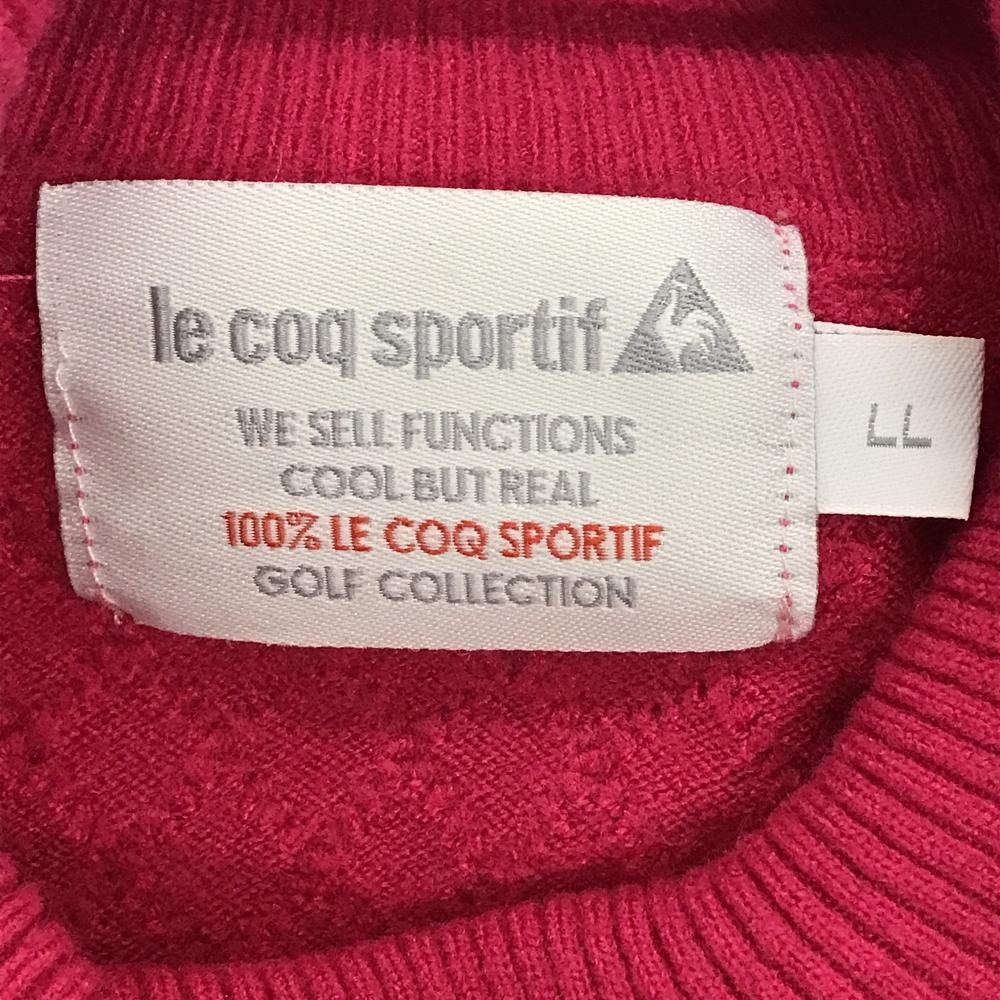 le coq sportif
WE SELL FUNCTIONS
COOL BUT REAL
100% LE COQ SPORTIF
GOLF COLLECTION
LL